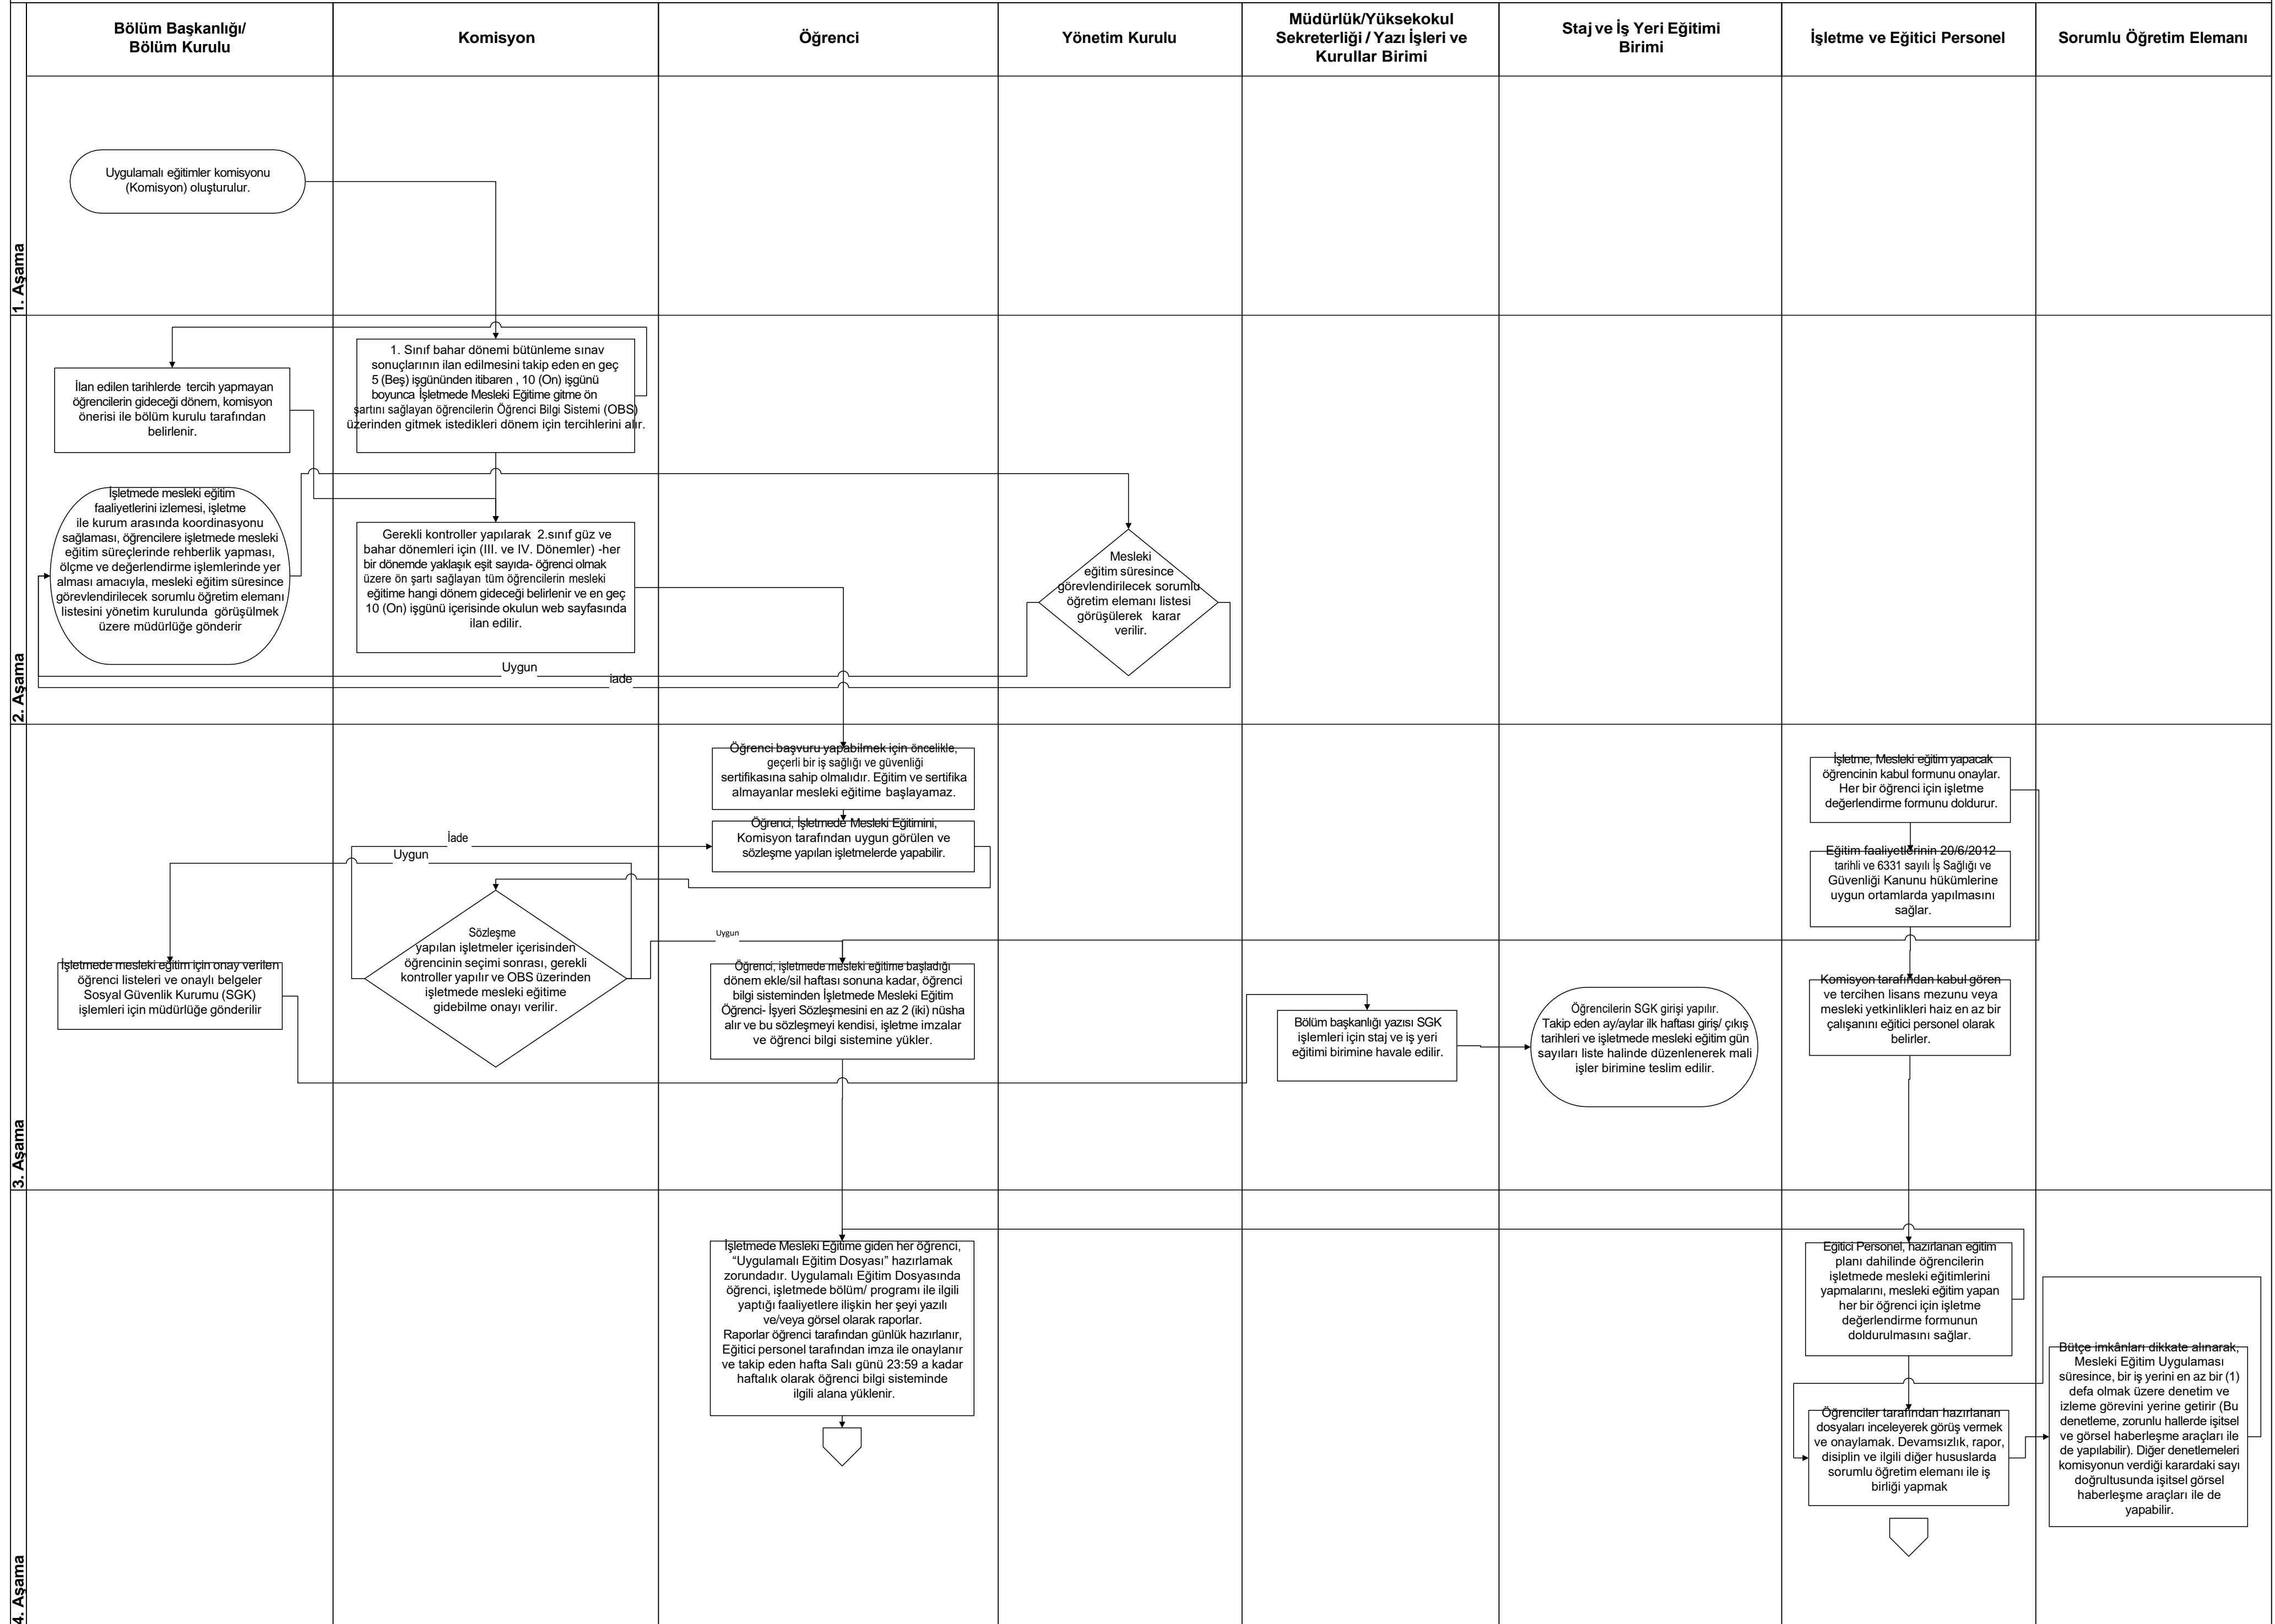 Bölüm Başkanlığı/
Bölüm Kurulu
Komisyon
Öğrenci
Yönetim Kurulu
Müdürlük/Yüksekokul
Sekreterliği / Yazı İşleri ve
Kurullar Birimi
Staj ve İş Yeri Eğitimi
Birimi
İşletme ve Eğitici Personel
Sorumlu Öğretim Elemanı
1. Aşama
Uygulamalı eğitimler komisyonu
(Komisyon) oluşturulur.
2. Aşama
İlan edilen tarihlerde tercih yapmayan
öğrencilerin gideceği dönem, komisyon
önerisi ile bölüm kurulu tarafından
belirlenir.
1. Sınıf bahar dönemi bütünleme sınav
sonuçlarının ilan edilmesini takip eden en geç
5 (Beş) işgününden itibaren , 10 (On) işgünü
boyunca İşletmede Mesleki Eğitime gitme ön
şartını sağlayan öğrencilerin Öğrenci Bilgi Sistemi (OBS)
üzerinden gitmek istedikleri dönem için tercihlerini alır.
İşletmede mesleki eğitim
faaliyetlerini izlemesi, işletme
ile kurum arasında koordinasyonu
sağlaması, öğrencilere işletmede mesleki
eğitim süreçlerinde rehberlik yapması,
ölçme ve değerlendirme işlemlerinde yer
alması amacıyla, mesleki eğitim süresince
görevlendirilecek sorumlu öğretim elemanı
listesini yönetim kurulunda görüşülmek
üzere müdürlüğe gönderir
Gerekli kontroller yapılarak 2.sınıf güz ve
bahar dönemleri için (III. ve IV. Dönemler) -her
bir dönemde yaklaşık eşit sayıda- öğrenci olmak
üzere ön şartı sağlayan tüm öğrencilerin mesleki
eğitime hangi dönem gideceği belirlenir ve en geç
10 (On) işgünü içerisinde okulun web sayfasında
ilan edilir.
Mesleki
eğitim süresince
görevlendirilecek sorumlu
öğretim elemanı listesi
görüşülerek karar
verilir.
Uygun
iade
3. Aşama
Öğrenci başvuru yapabilmek için öncelikle,
geçerli bir iş sağlığı ve güvenliği
sertifikasına sahip olmalıdır. Eğitim ve sertifika
almayanlar mesleki eğitime başlayamaz.
Öğrenci, İşletmede Mesleki Eğitimini,
Komisyon tarafından uygun görülen ve
sözleşme yapılan işletmelerde yapabilir.
İade
Uygun
Sözleşme
yapılan işletmeler içerisinden
öğrencinin seçimi sonrası, gerekli
kontroller yapılır ve OBS üzerinden
işletmede mesleki eğitime
gidebilme onayı verilir.
Uygun
İşletmede mesleki eğitim için onay verilen
öğrenci listeleri ve onaylı belgeler
Sosyal Güvenlik Kurumu (SGK)
işlemleri için müdürlüğe gönderilir
Öğrenci, işletmede mesleki eğitime başladığı
dönem ekle/sil haftası sonuna kadar, öğrenci
bilgi sisteminden İşletmede Mesleki Eğitim
Öğrenci- İşyeri Sözleşmesini en az 2 (iki) nüsha
alır ve bu sözleşmeyi kendisi, işletme imzalar
ve öğrenci bilgi sistemine yükler.
Bölüm başkanlığı yazısı SGK
işlemleri için staj ve iş yeri
eğitimi birimine havale edilir.
Öğrencilerin SGK girişi yapılır.
Takip eden ay/aylar ilk haftası giriş/ çıkış
tarihleri ve işletmede mesleki eğitim gün
sayıları liste halinde düzenlenerek mali
işler birimine teslim edilir.
İşletme, Mesleki eğitim yapacak
öğrencinin kabul formunu onaylar.
Her bir öğrenci için işletme
değerlendirme formunu doldurur.
Eğitim faaliyetlerinin 20/6/2012
tarihli ve 6331 sayılı İş Sağlığı ve
Güvenliği Kanunu hükümlerine
uygun ortamlarda yapılmasını
sağlar.
Komisyon tarafından kabul gören
ve tercihen lisans mezunu veya
mesleki yetkinlikleri haiz en az bir
çalışanını eğitici personel olarak
belirler.
4. Aşama
İşletmede Mesleki Eğitime giden her öğrenci,
“Uygulamalı Eğitim Dosyası” hazırlamak
zorundadır. Uygulamalı Eğitim Dosyasında
öğrenci, işletmede bölüm/ programı ile ilgili
yaptığı faaliyetlere ilişkin her şeyi yazılı
ve/veya görsel olarak raporlar.
Raporlar öğrenci tarafından günlük hazırlanır,
Eğitici personel tarafından imza ile onaylanır
ve takip eden hafta Salı günü 23:59 a kadar
haftalık olarak öğrenci bilgi sisteminde
ilgili alana yüklenir.
Eğitici Personel, hazırlanan eğitim
planı dahilinde öğrencilerin
işletmede mesleki eğitimlerini
yapmalarını, mesleki eğitim yapan
her bir öğrenci için işletme
değerlendirme formunun
doldurulmasını sağlar.
Öğrenciler tarafından hazırlanan
dosyaları inceleyerek görüş vermek
ve onaylamak. Devamsızlık, rapor,
disiplin ve ilgili diğer hususlarda
sorumlu öğretim elemanı ile iş
birliği yapmak
Bütçe imkânları dikkate alınarak,
Mesleki Eğitim Uygulaması
süresince, bir iş yerini en az bir (1)
defa olmak üzere denetim ve
izleme görevini yerine getirir (Bu
denetleme, zorunlu hallerde işitsel
ve görsel haberleşme araçları ile
de yapılabilir). Diğer denetlemeleri
komisyonun verdiği karardaki sayı
doğrultusunda işitsel görsel
haberleşme araçları ile de
yapabilir.